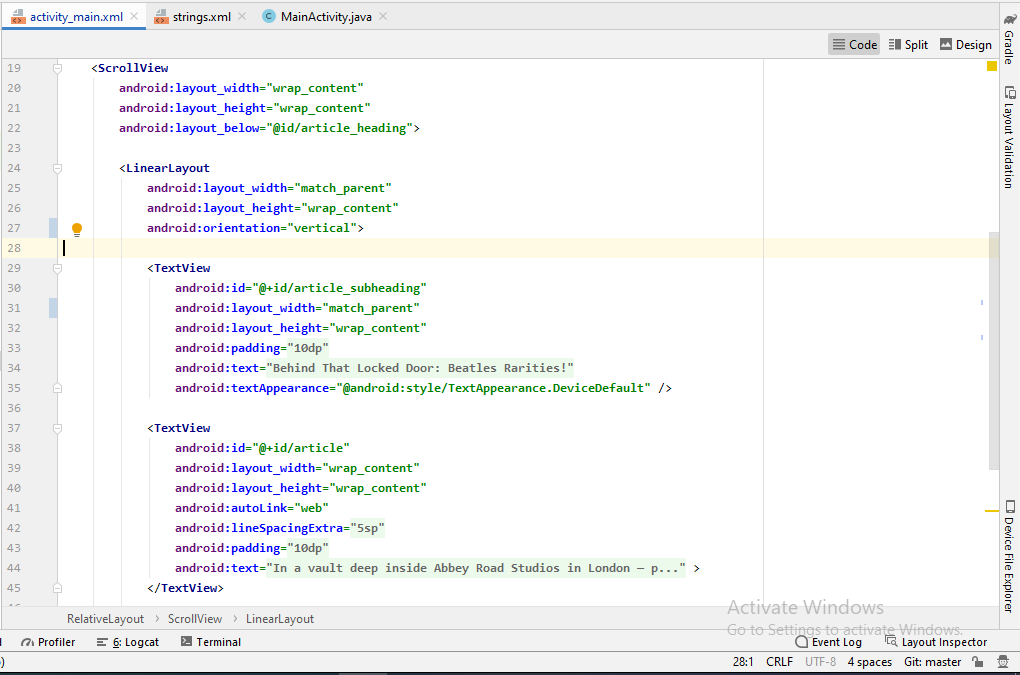 activity_main.xml strings.xml MainActivity.java
Code Split Design
19 <ScrollView
20 android:layout_width="wrap_content"
21 android:layout_height="wrap_content"
22 android:layout_below="@id/article_heading">
23
24 <LinearLayout
25 android:layout_width="match_parent"
26 android:layout_height="wrap_content"
27 android:orientation="vertical">
28
29 <TextView
30 android:id="@+id/article_subheading"
31 android:layout_width="match_parent"
32 android:layout_height="wrap_content"
33 android:padding="10dp"
34 android:text="Behind That Locked Door: Beatles Rarities!"
35 android:textAppearance="@android:style/TextAppearance.DeviceDefault" />
36
37 <TextView
38 android:id="@+id/article"
39 android:layout_width="wrap_content"
40 android:layout_height="wrap_content"
41 android:autoLink="web"
42 android:lineSpacingExtra="5sp"
43 android:padding="10dp"
44 android:text="In a vault deep inside Abbey Road Studios in London — p..." >
45 </TextView>
Gradle
Layout Validation
Device File Explorer
RelativeLayout ScrollView LinearLayout
Activate Windows
Go to Settings to activate Windows.
Profiler 6: Logcat Terminal Event Log Layout Inspector
28:1 CRLF UTF-8 4 spaces Git: master